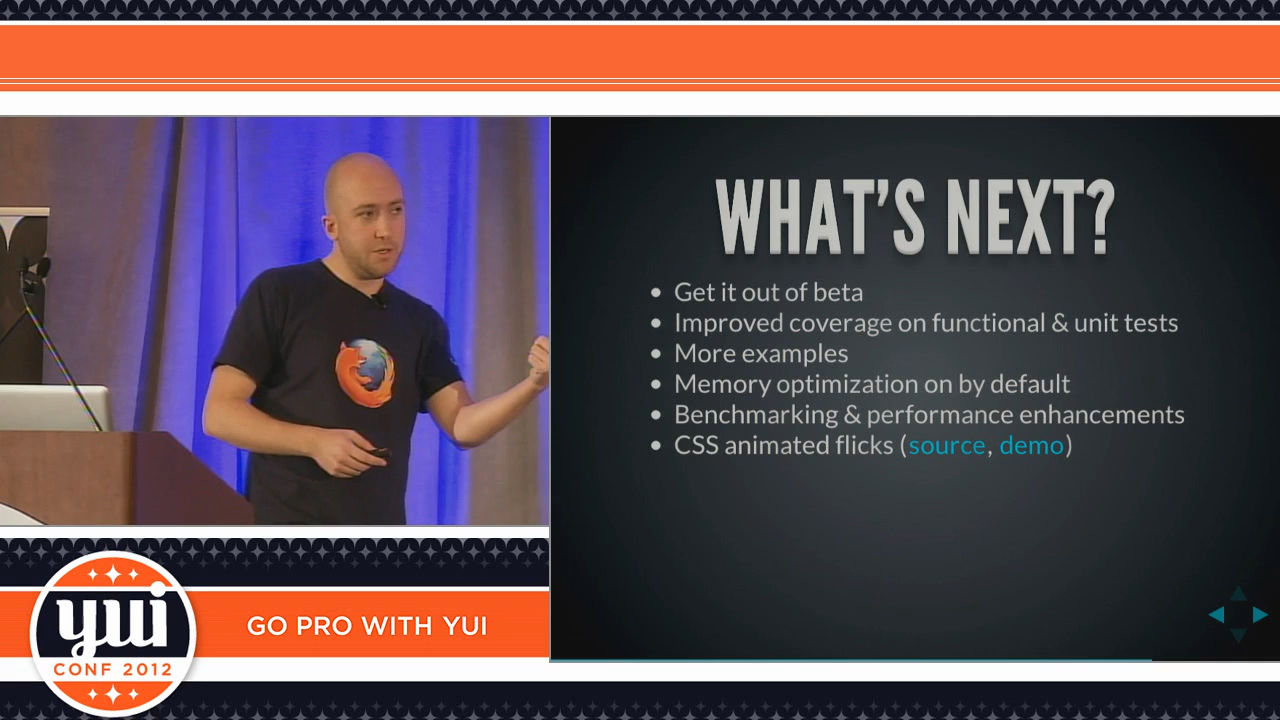 WHAT'S NEXT?
• Get it out of beta
• Improved coverage on functional & unit tests
• More examples
• Memory optimization on by default
• Benchmarking & performance enhancements
• CSS animated flicks (source, demo)
yui
CONF 2012
GO PRO WITH YUI